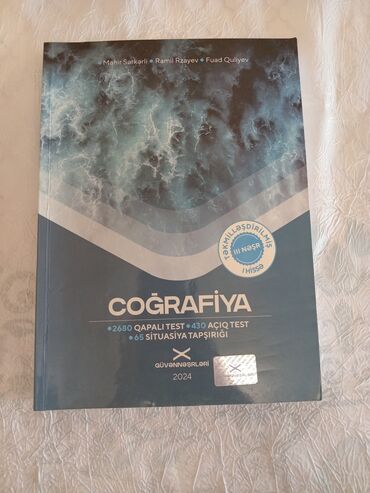 Mahir Sərkərli • Ramil Rzayev • Fuad Quliyev
TƏKMİLLƏŞDİRİLMİŞ
III NƏŞR
I HİSSƏ
COĞRAFİYA
•2680 QAPALI TEST •430 AÇIQ TEST
•65 SİTUASİYA TAPŞIRIĞI
GÜVƏNNƏŞRLƏRİ
2024